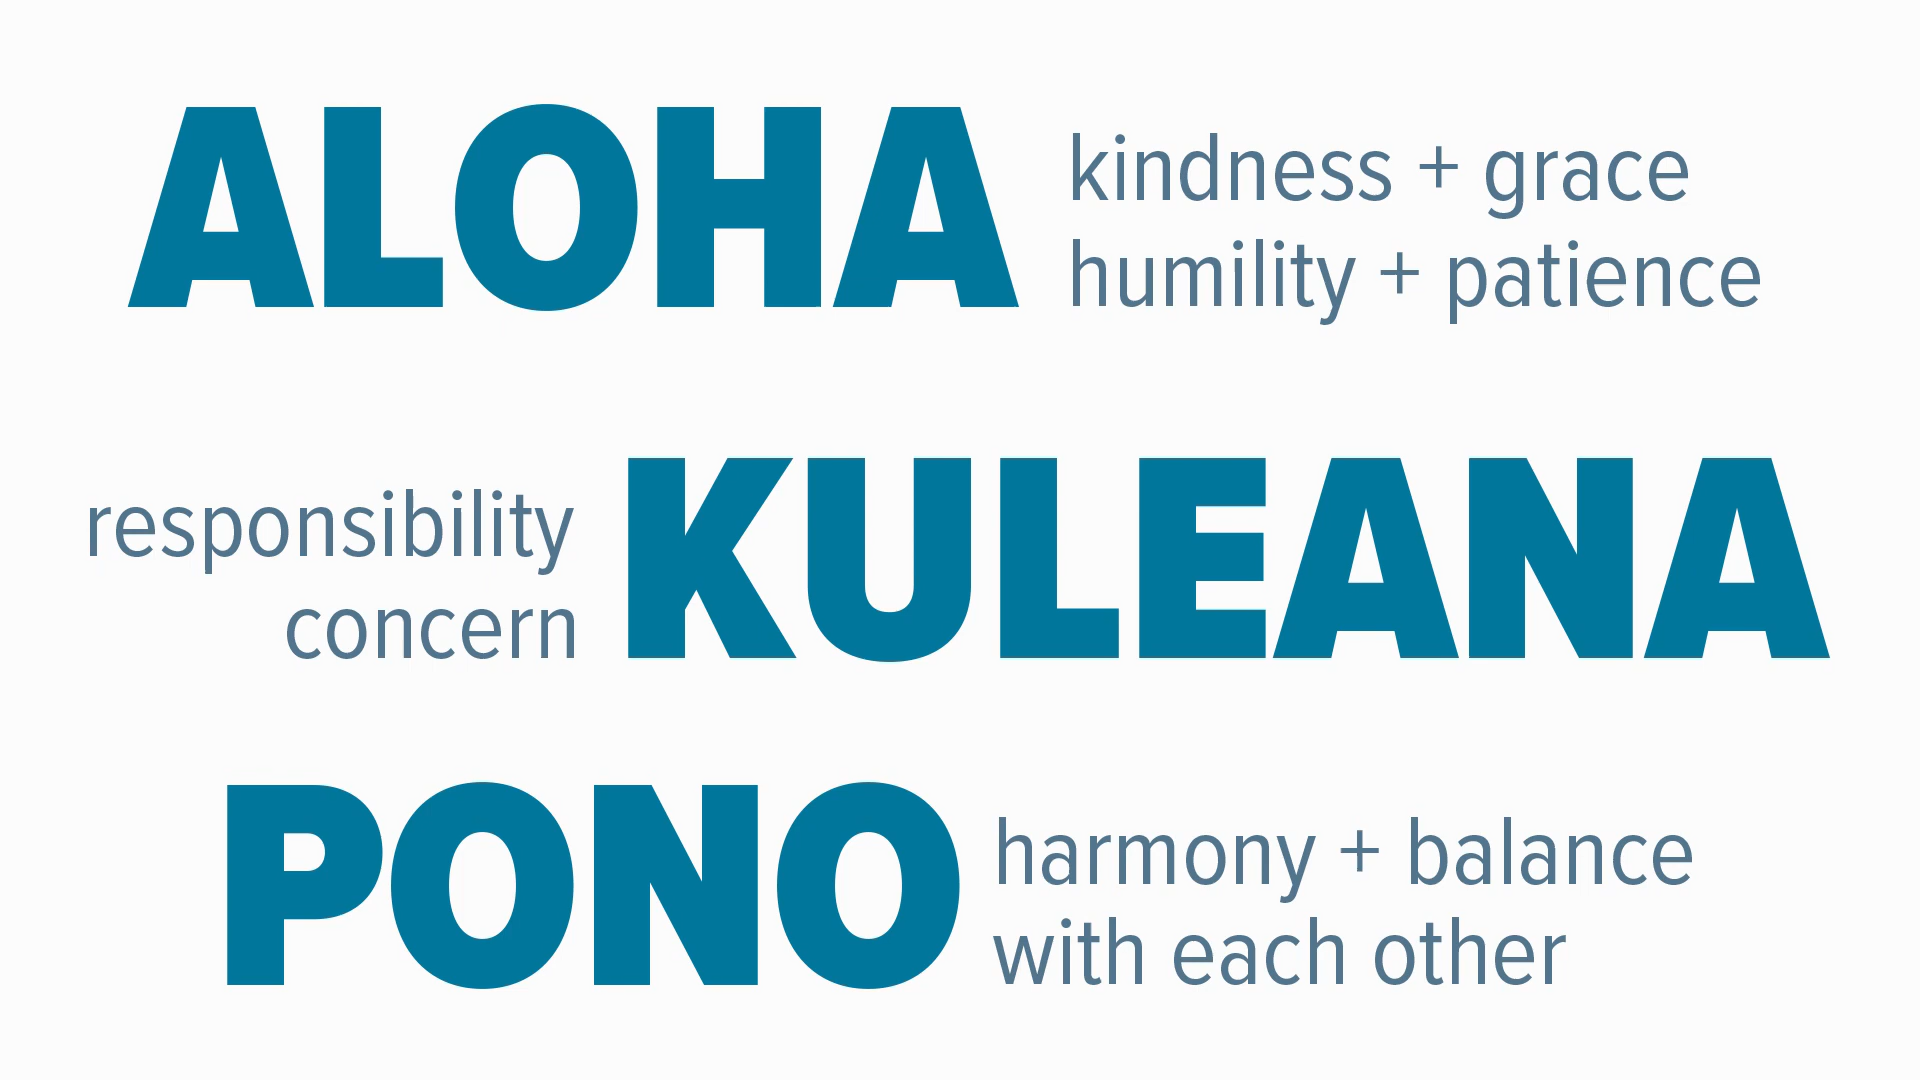 ALOHA
kindness + grace
humility + patience
responsibility
concern
KULEANA
PONO
harmony + balance
with each other